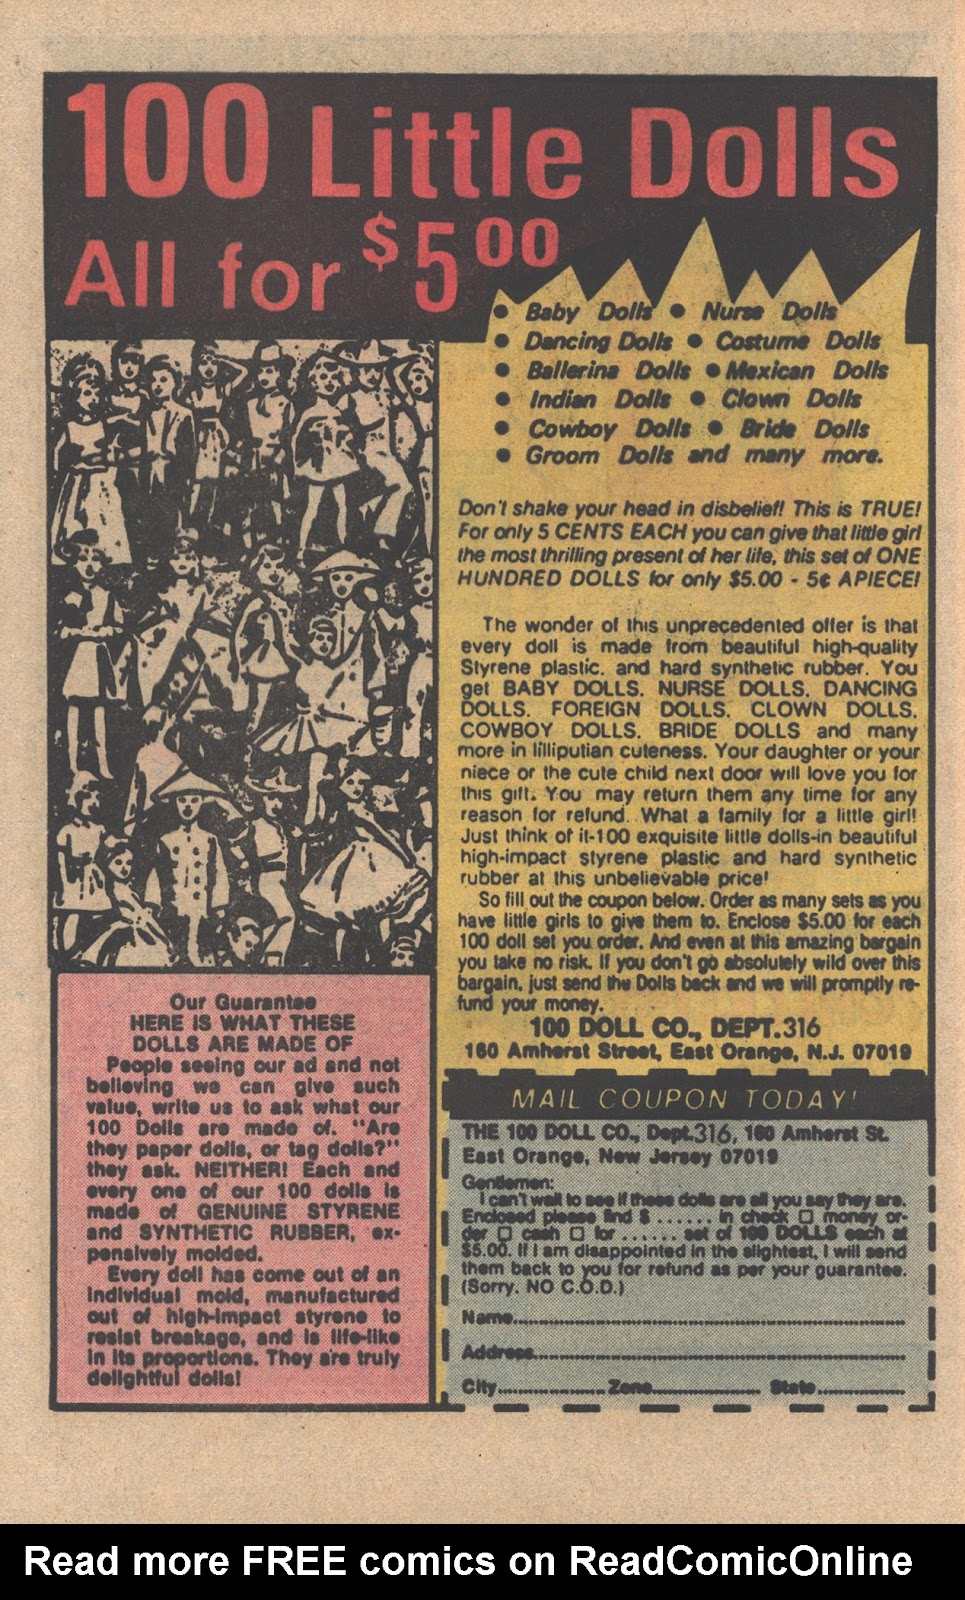 100 Little Dolls
All for $5.00
• Baby Dolls • Nurse Dolls
• Dancing Dolls • Costume Dolls
• Ballerina Dolls • Mexican Dolls
• Indian Dolls • Clown Dolls
• Cowboy Dolls • Bride Dolls
• Groom Dolls and many more.
Don't shake your head in disbelief! This is TRUE!
For only 5 CENTS EACH you can give that little girl
the most thrilling present of her life, this set of ONE
HUNDRED DOLLS for only $5.00 - 5¢ APIECE!
The wonder of this unprecedented offer is that
every doll is made from beautiful high-quality
Styrene plastic, and hard synthetic rubber. You
get BABY DOLLS, NURSE DOLLS, DANCING
DOLLS, FOREIGN DOLLS, CLOWN DOLLS,
COWBOY DOLLS, BRIDE DOLLS and many
more in lilliputian cuteness. Your daughter or your
niece or the cute child next door will love you for
this gift. You may return them any time for any
reason for refund. What a family for a little girl!
Just think of it-100 exquisite little dolls-in beautiful
high-impact styrene plastic and hard synthetic
rubber at this unbelievable price!
So fill out the coupon below. Order as many sets as you
have little girls to give them to. Enclose $5.00 for each
100 doll set you order. And even at this amazing bargain
you take no risk. If you don't go absolutely wild over this
bargain, just send the Dolls back and we will promptly re-
fund your money.
100 DOLL CO., DEPT. 316
160 Amherst Street, East Orange, N.J. 07019
Our Guarantee
HERE IS WHAT THESE
DOLLS ARE MADE OF
People seeing our ad and not
believing we can give such
value, write us to ask what our
100 Dolls are made of. "Are
they paper dolls, or tag dolls?"
they ask. NEITHER! Each and
every one of our 100 dolls is
made of GENUINE STYRENE
and SYNTHETIC RUBBER, ex-
pensively molded.
Every doll has come out of an
individual mold, manufactured
out of high-impact styrene to
resist breakage, and is life-like
in its proportions. They are truly
delightful dolls!
MAIL COUPON TODAY!
THE 100 DOLL CO., Dept. 316, 160 Amherst St.
East Orange, New Jersey 07019
Gentlemen:
I can't wait to see if these dolls are all you say they are.
Enclosed please find $ ...... in check □ money or-
der □ cash □ for ...... set of 100 DOLLS each at
$5.00. If I am disappointed in the slightest, I will send
them back to you for refund as per your guarantee.
(Sorry, NO C.O.D.)
Name
Address
City Zone State
Read more FREE comics on ReadComicOnline